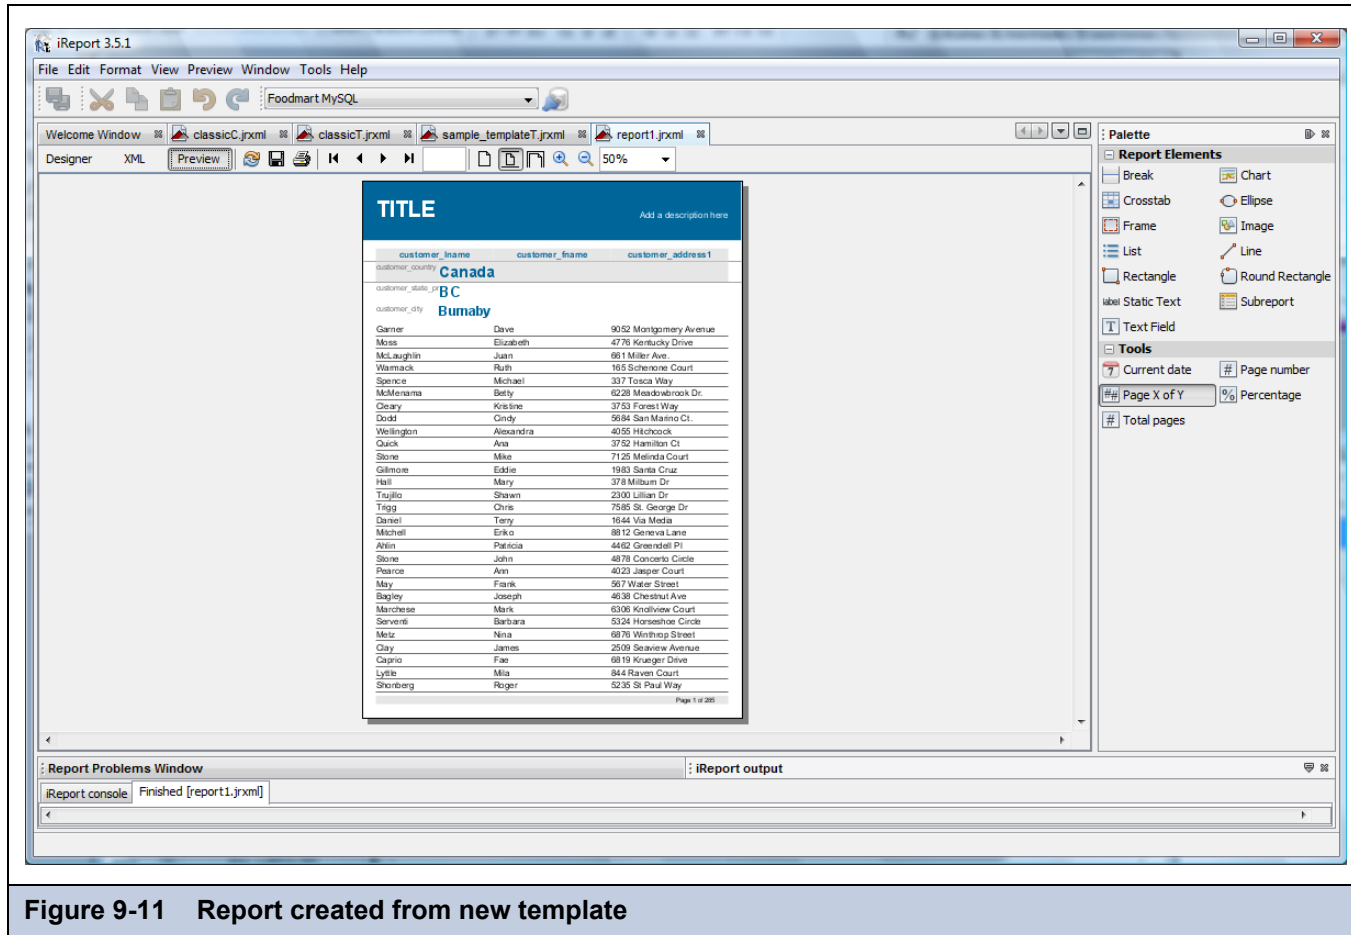 iReport 3.5.1
File Edit Format View Preview Window Tools Help
Foodmart MySQL
Welcome Window classicC.jrxml classicT.jrxml sample_templateT.jrxml report1.jrxml
Designer XML Preview 50%
TITLE
Add a description here
customer_lname customer_fname customer_address1
customer_country Canada
customer_state_pr BC
customer_city Burnaby
Garner Dave 9052 Montgomery Avenue
Moss Elizabeth 4776 Kentucky Drive
McLaughlin Juan 661 Miller Ave.
Warmack Ruth 165 Schenone Court
Spence Michael 337 Tosca Way
McMenama Betty 6228 Meadowbrook Dr.
Cleary Kristine 3753 Forest Way
Dodd Cindy 5684 San Marino Ct.
Wellington Alexandra 4055 Hitchcock
Quick Ana 3752 Hamilton Ct
Stone Mike 7125 Melinda Court
Gillmore Eddie 1983 Santa Cruz
Hall Mary 378 Milburn Dr
Trujillo Shawn 2300 Lillian Dr
Trigg Chris 7585 St. George Dr
Daniel Terry 1644 Via Media
Mitchell Erika 8812 Geneva Lane
Ahlin Patricia 4462 Greendell Pl
Stone John 4878 Concerto Circle
Pearce Ann 4023 Jasper Court
May Frank 567 Water Street
Bagley Joseph 4638 Chestnut Ave
Marchese Mark 6306 Knollview Court
Serventi Barbara 5324 Horseshoe Circle
Metz Nina 6876 Winthrop Street
Clay James 2509 Seaview Avenue
Caprio Fae 6819 Krueger Drive
Lyttle Mila 844 Raven Court
Shonberg Roger 5235 St Paul Way
Page 1 of 285
Palette
Report Elements
Break Chart
Crosstab Ellipse
Frame Image
List Line
Rectangle Round Rectangle
label Static Text Subreport
T Text Field
Tools
7 Current date # Page number
## Page X of Y % Percentage
# Total pages
Report Problems Window iReport output
iReport console Finished [report1.jrxml]
Figure 9-11 Report created from new template